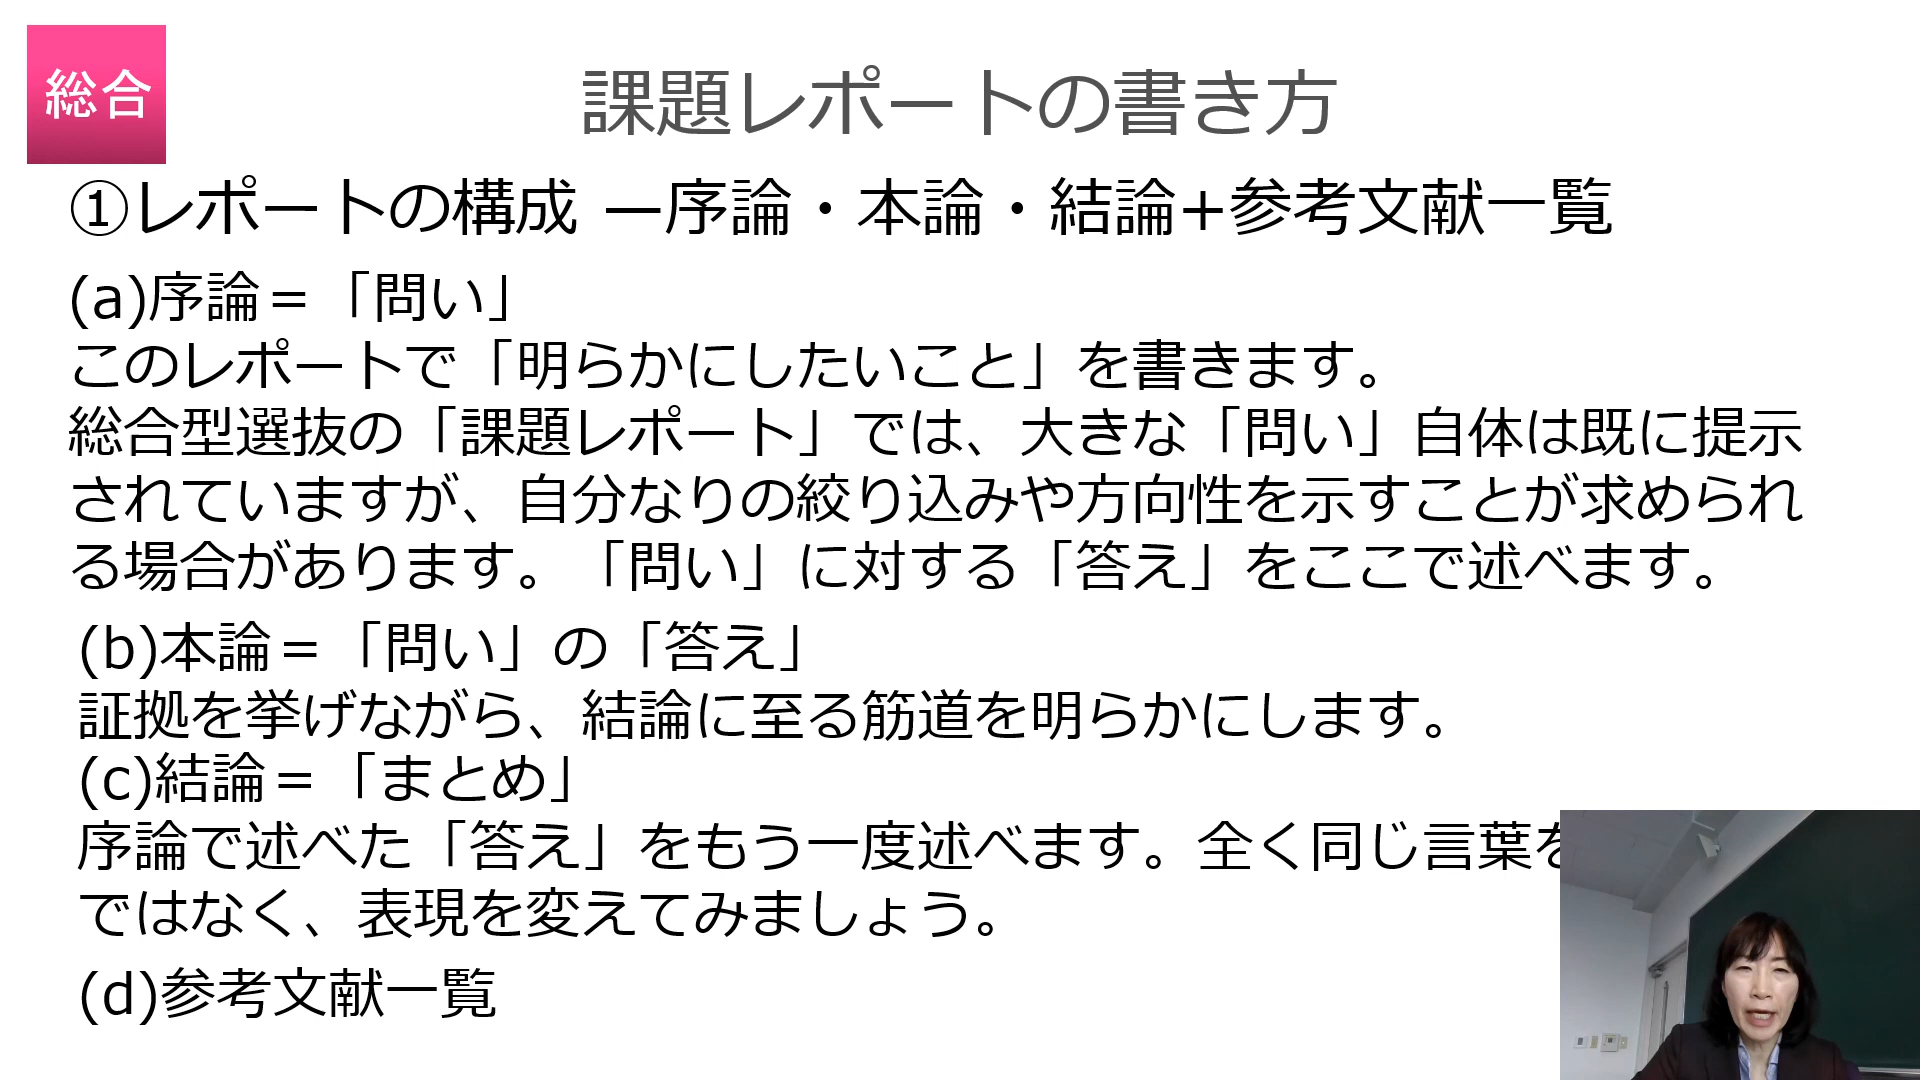 総合
課題レポートの書き方
①レポートの構成 ―序論・本論・結論+参考文献一覧
(a)序論＝「問い」
このレポートで「明らかにしたいこと」を書きます。
総合型選抜の「課題レポート」では、大きな「問い」自体は既に提示
されていますが、自分なりの絞り込みや方向性を示すことが求められ
る場合があります。「問い」に対する「答え」をここで述べます。
(b)本論＝「問い」の「答え」
証拠を挙げながら、結論に至る筋道を明らかにします。
(c)結論＝「まとめ」
序論で述べた「答え」をもう一度述べます。全く同じ言葉を
ではなく、表現を変えてみましょう。
(d)参考文献一覧